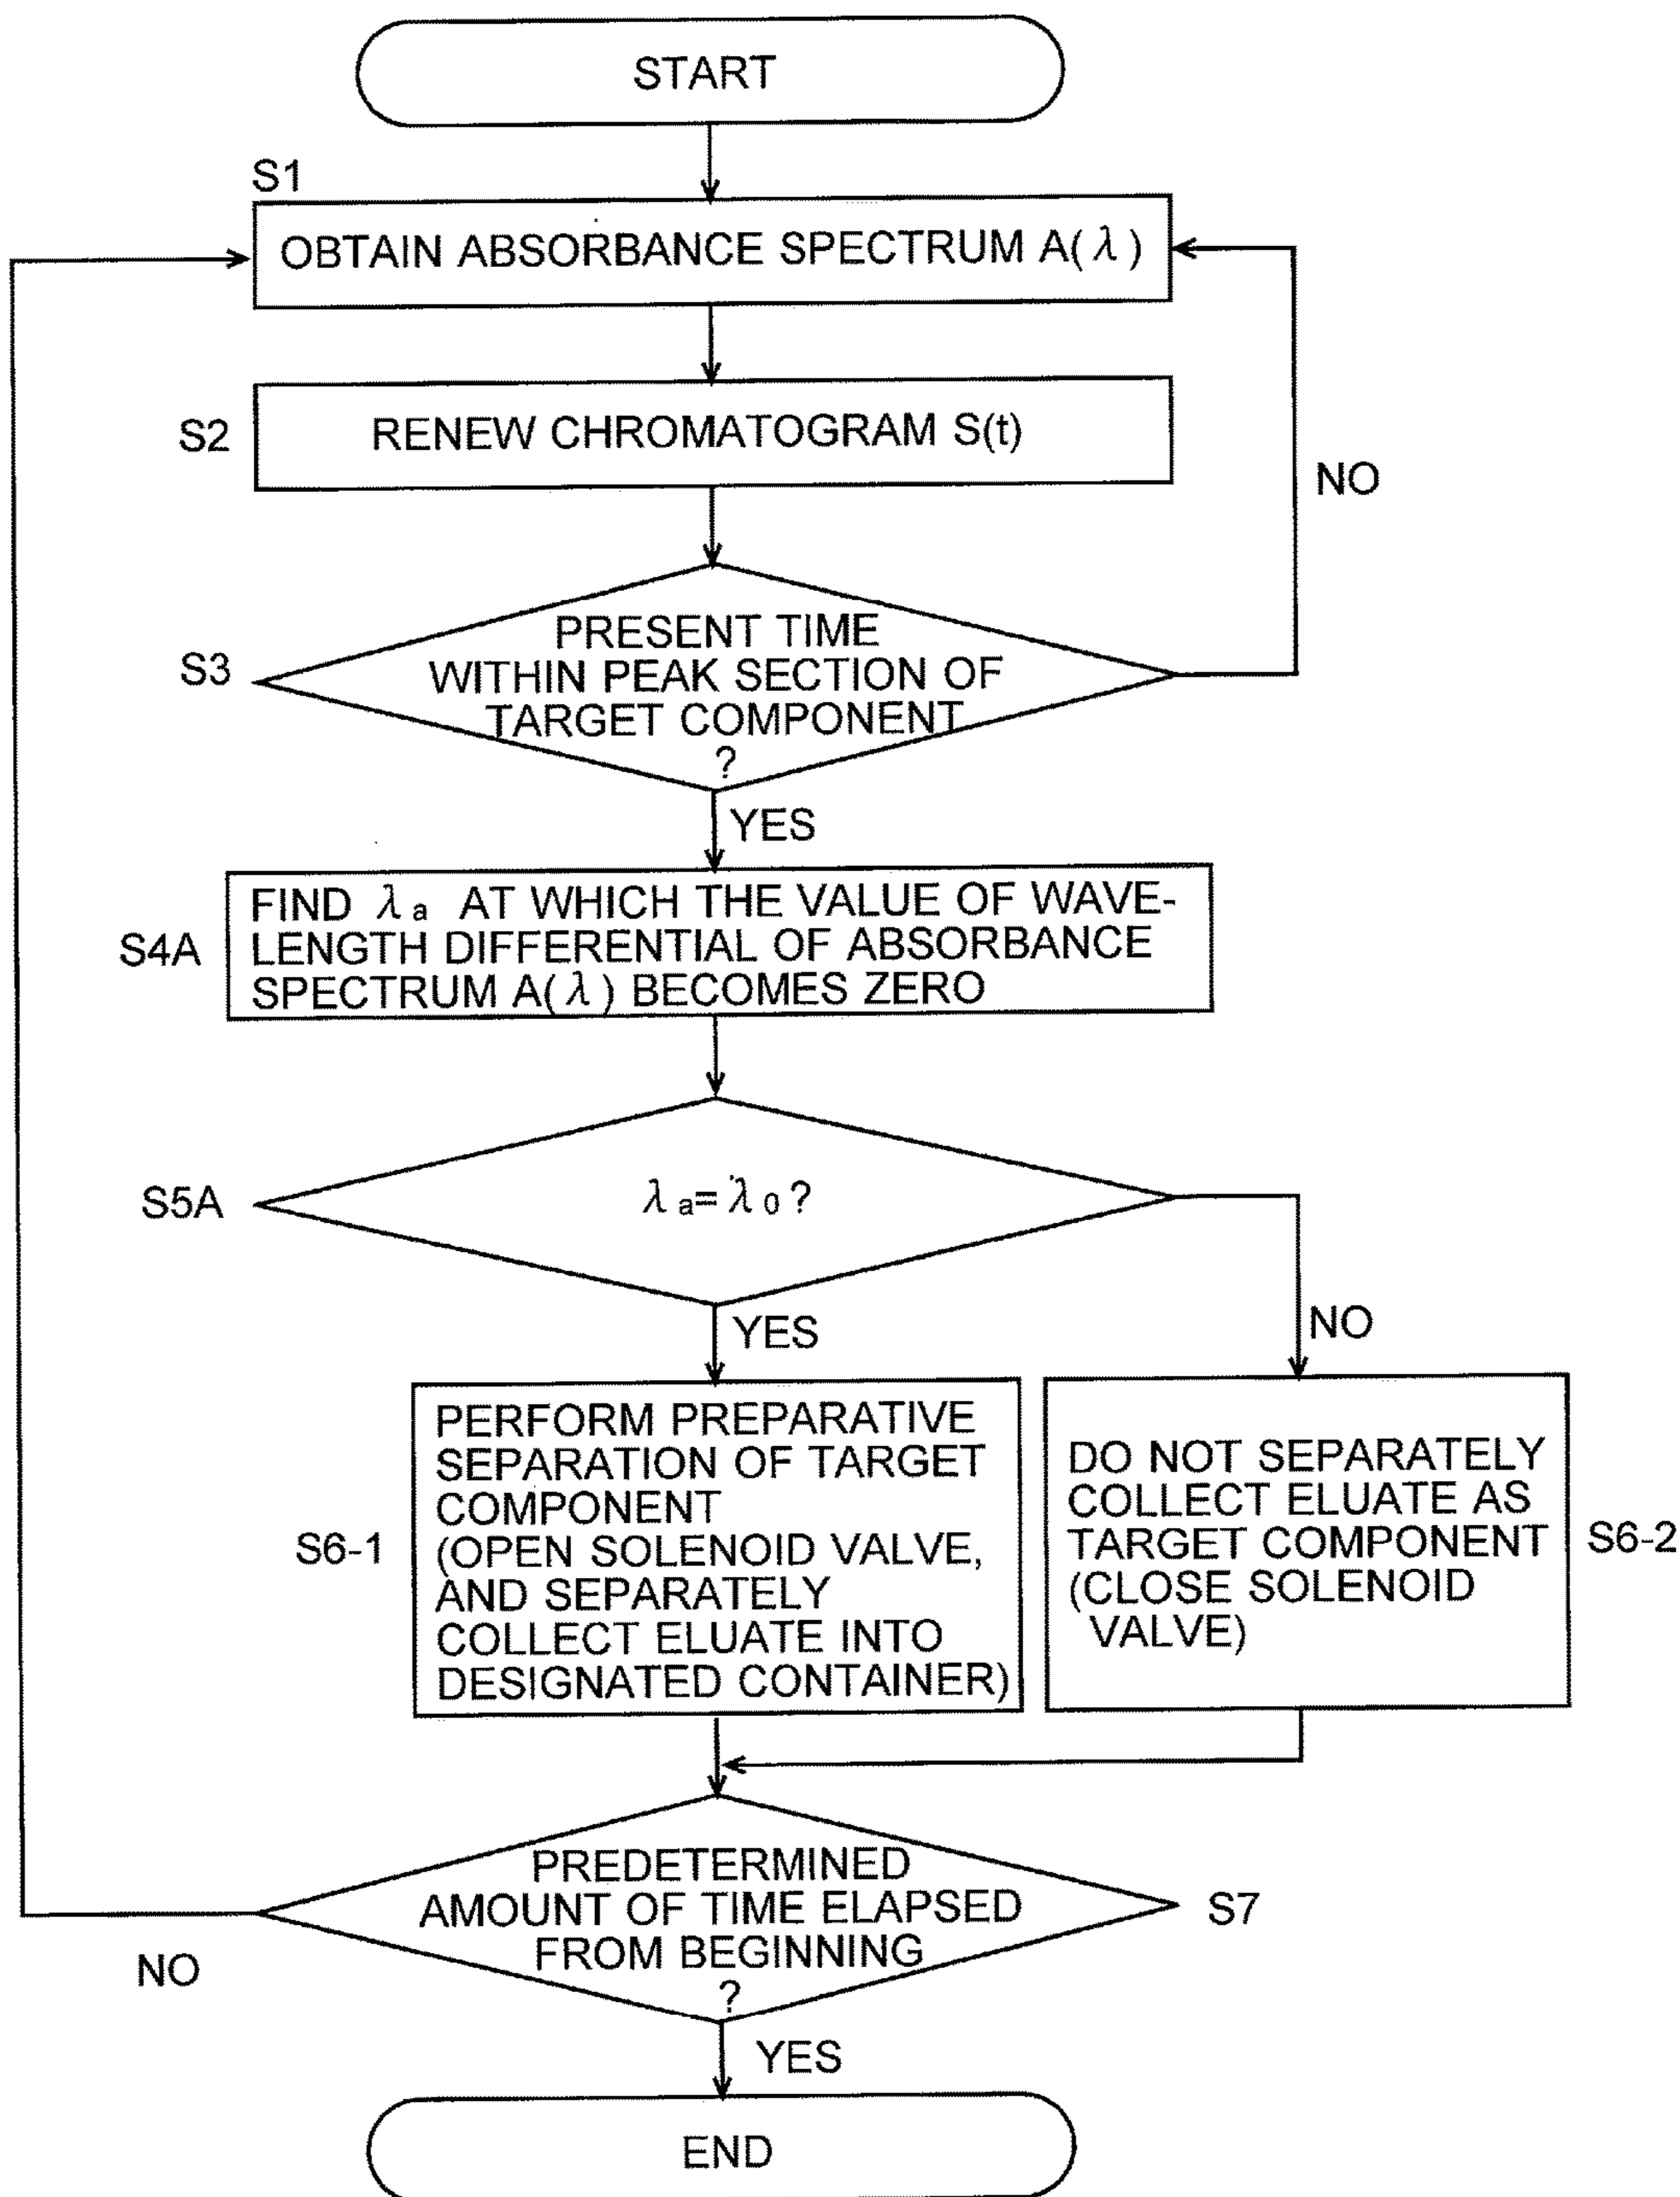 START
S1
OBTAIN ABSORBANCE SPECTRUM A(λ)
S2
RENEW CHROMATOGRAM S(t)
NO
S3
PRESENT TIME
WITHIN PEAK SECTION OF
TARGET COMPONENT
?
YES
S4A
FIND λa AT WHICH THE VALUE OF WAVE-
LENGTH DIFFERENTIAL OF ABSORBANCE
SPECTRUM A(λ) BECOMES ZERO
S5A
λa=λ0?
YES
NO
S6-1
PERFORM PREPARATIVE
SEPARATION OF TARGET
COMPONENT
(OPEN SOLENOID VALVE,
AND SEPARATELY
COLLECT ELUATE INTO
DESIGNATED CONTAINER)
DO NOT SEPARATELY
COLLECT ELUATE AS
TARGET COMPONENT
(CLOSE SOLENOID
VALVE)
S6-2
PREDETERMINED
AMOUNT OF TIME ELAPSED
FROM BEGINNING
?
S7
NO
YES
END